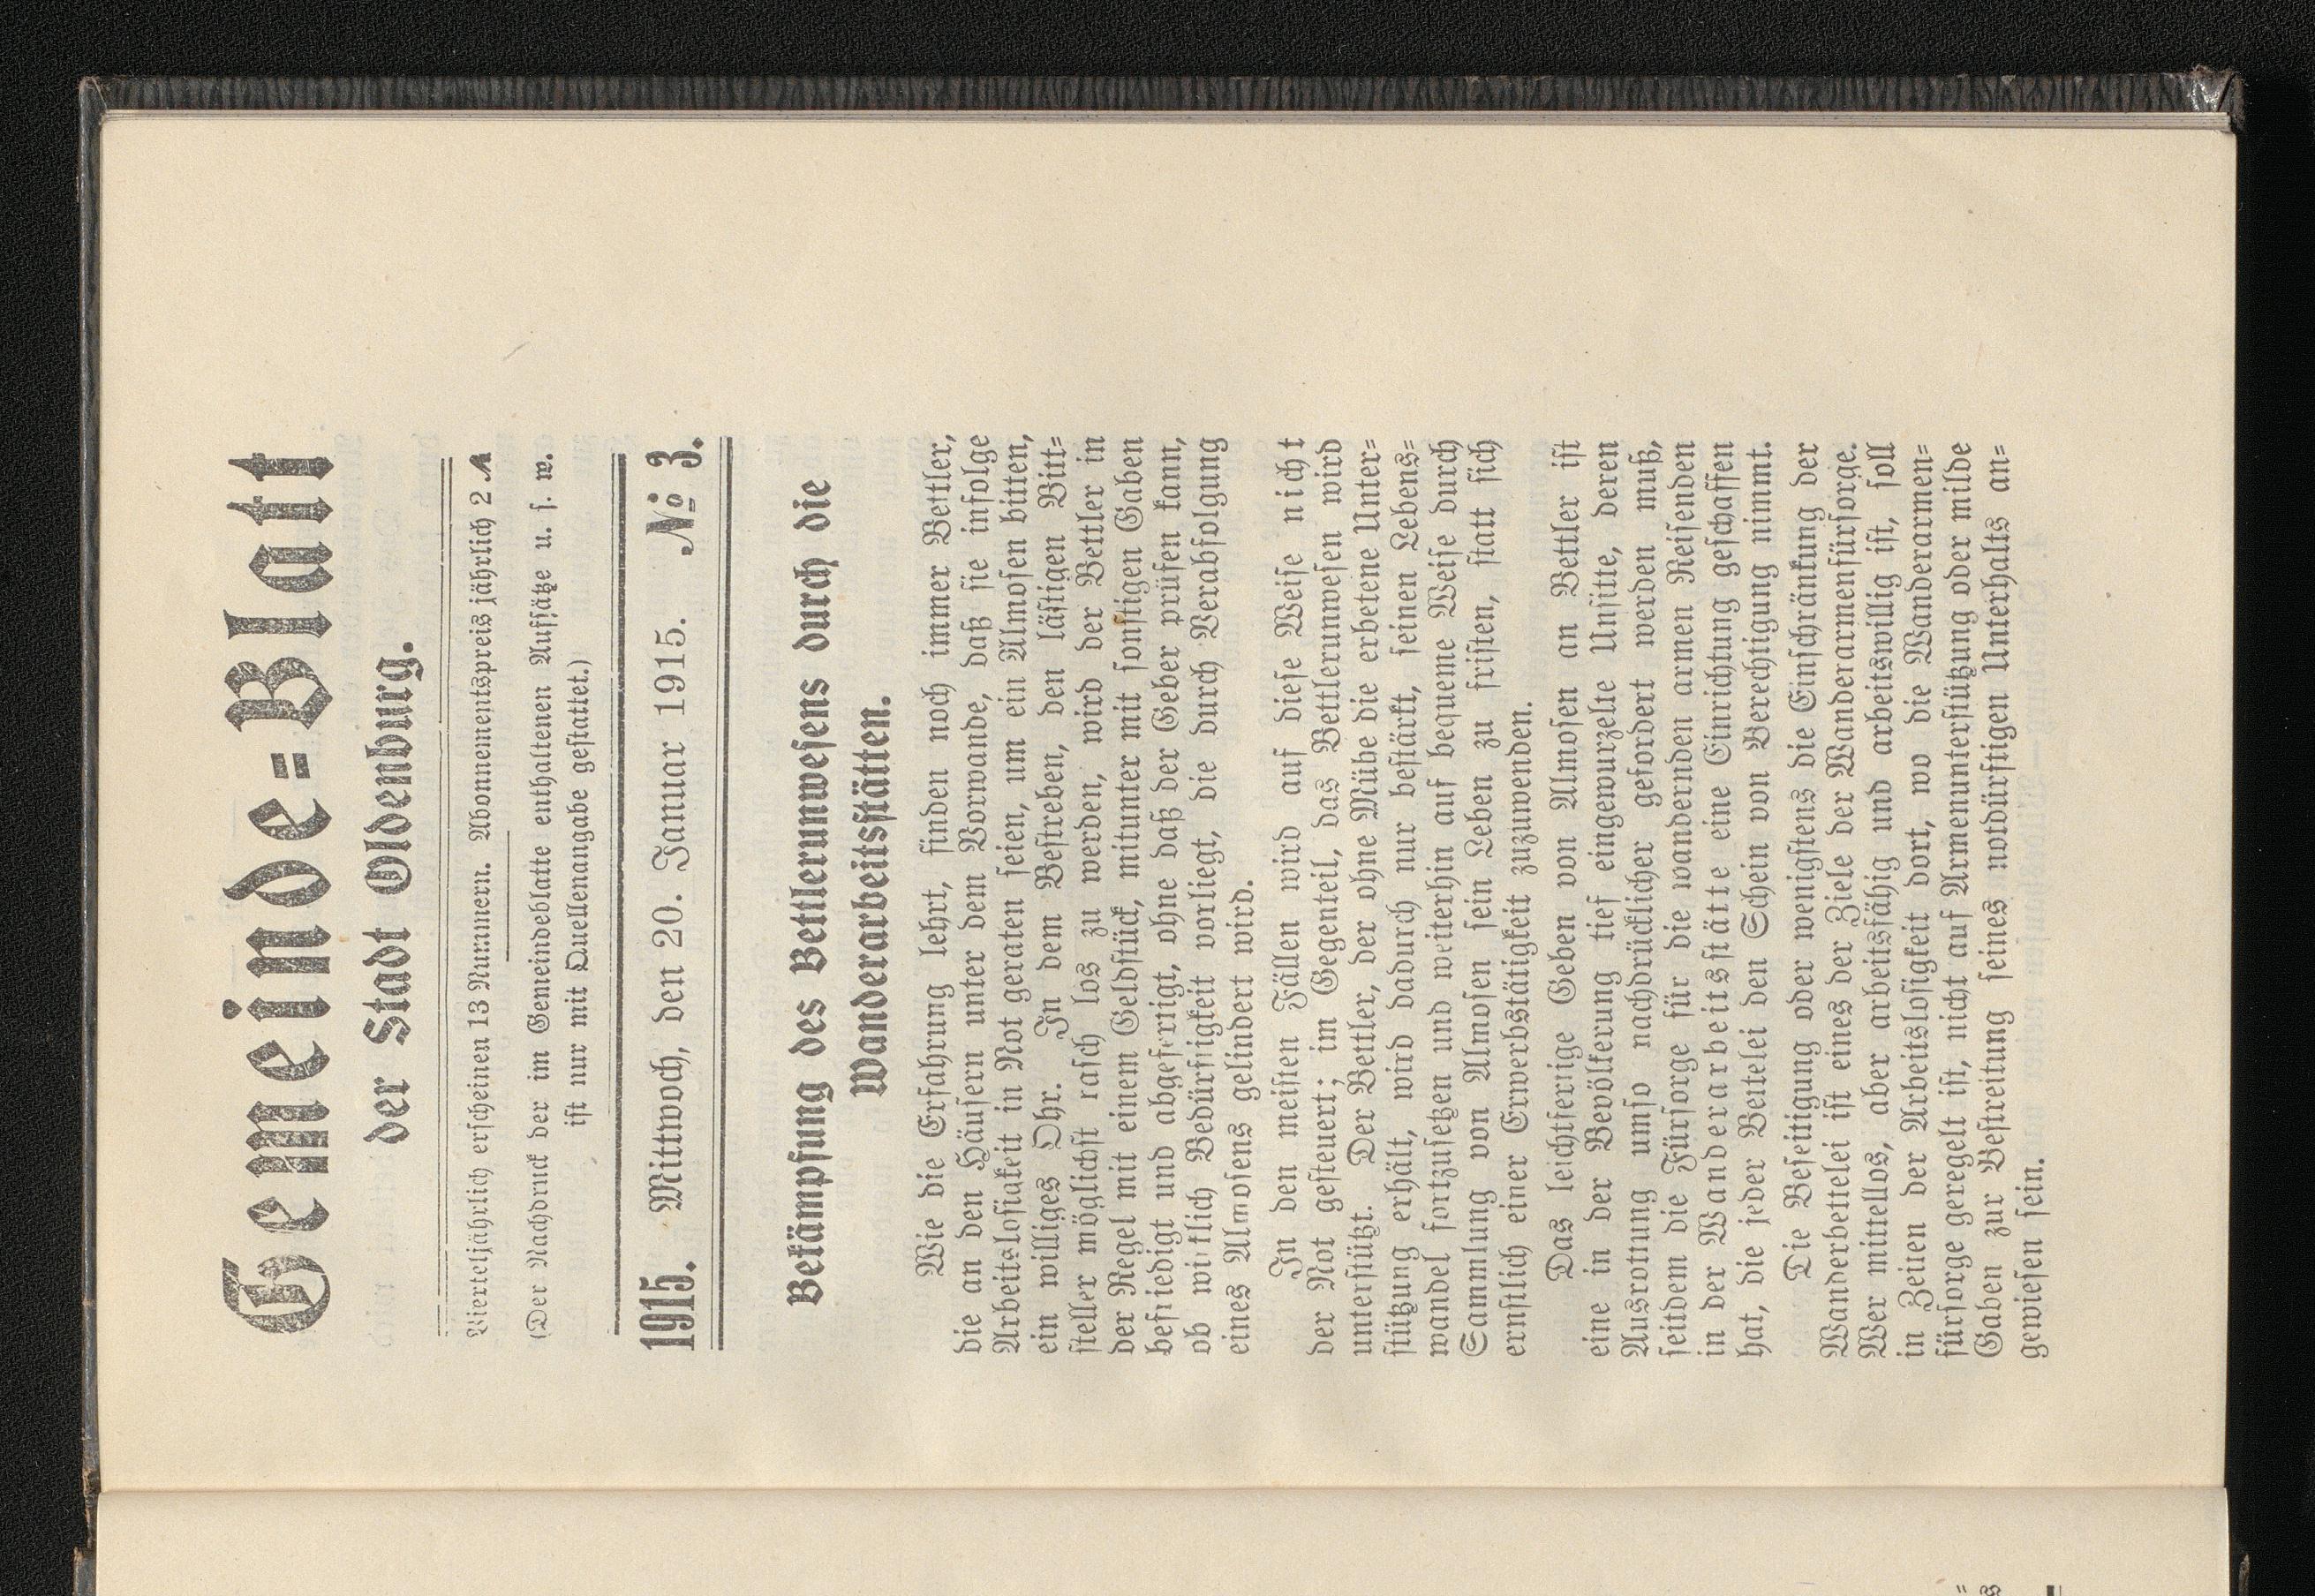 Gemeinde=Blatt
der Stadt Oldenburg.
Vierteljährlich erscheinen 13 Nummern. Abonnementspreis jährlich 2 ℳ
(Der Nachdruck der im Gemeindeblatte enthaltenen Aufsätze u. s. w.
ist nur mit Quellenangabe gestattet.)
1915. Mittwoch, den 20. Januar 1915. № 3.
Bekämpfung des Bettlerunwesens durch die
Wanderarbeitsstätten.
Wie die Erfahrung lehrt, finden noch immer Bettler,
die an den Häusern unter dem Vorwande, daß sie infolge
Arbeitslosigkeit in Not geraten seien, um ein Almosen bitten,
ein williges Ohr. In dem Bestreben, den lästigen Bitt=
steller möglichst rasch los zu werden, wird der Bettler in
der Regel mit einem Geldstück, mitunter mit sonstigen Gaben
befriedigt und abgefertigt, ohne daß der Geber prüfen kann,
ob wirklich Bedürftigkeit vorliegt, die durch Verabfolgung
eines Almosens gelindert wird.
In den meisten Fällen wird auf diese Weise nicht
der Not gesteuert; im Gegenteil, das Bettlerunwesen wird
unterstützt. Der Bettler, der ohne Mühe die erbetene Unter=
stützung erhält, wird dadurch nur bestärkt, seinen Lebens=
wandel fortzusetzen und weiterhin auf bequeme Weise durch
Sammlung von Almosen sein Leben zu fristen, statt sich
ernstlich einer Erwerbstätigkeit zuzuwenden.
Das leichtfertige Geben von Almosen an Bettler ist
eine in der Bevölkerung tief eingewurzelte Unsitte, deren
Ausrottung umso nachdrücklicher gefordert werden muß,
seitdem die Fürsorge für die wandernden armen Reisenden
in der Wanderarbeitsstätte eine Einrichtung geschaffen
hat, die jeder Bettelei den Schein von Berechtigung nimmt.
Die Beseitigung oder wenigstens die Einschränkung der
Wanderbettelei ist eines der Ziele der Wanderarmenfürsorge.
Wer mittellos, aber arbeitsfähig und arbeitswillig ist, soll
in Zeiten der Arbeitslosigkeit dort, wo die Wanderarmen=
fürsorge geregelt ist, nicht auf Armenunterstützung oder milde
Gaben zur Bestreitung seines notdürftigen Unterhalts an=
gewiesen sein.